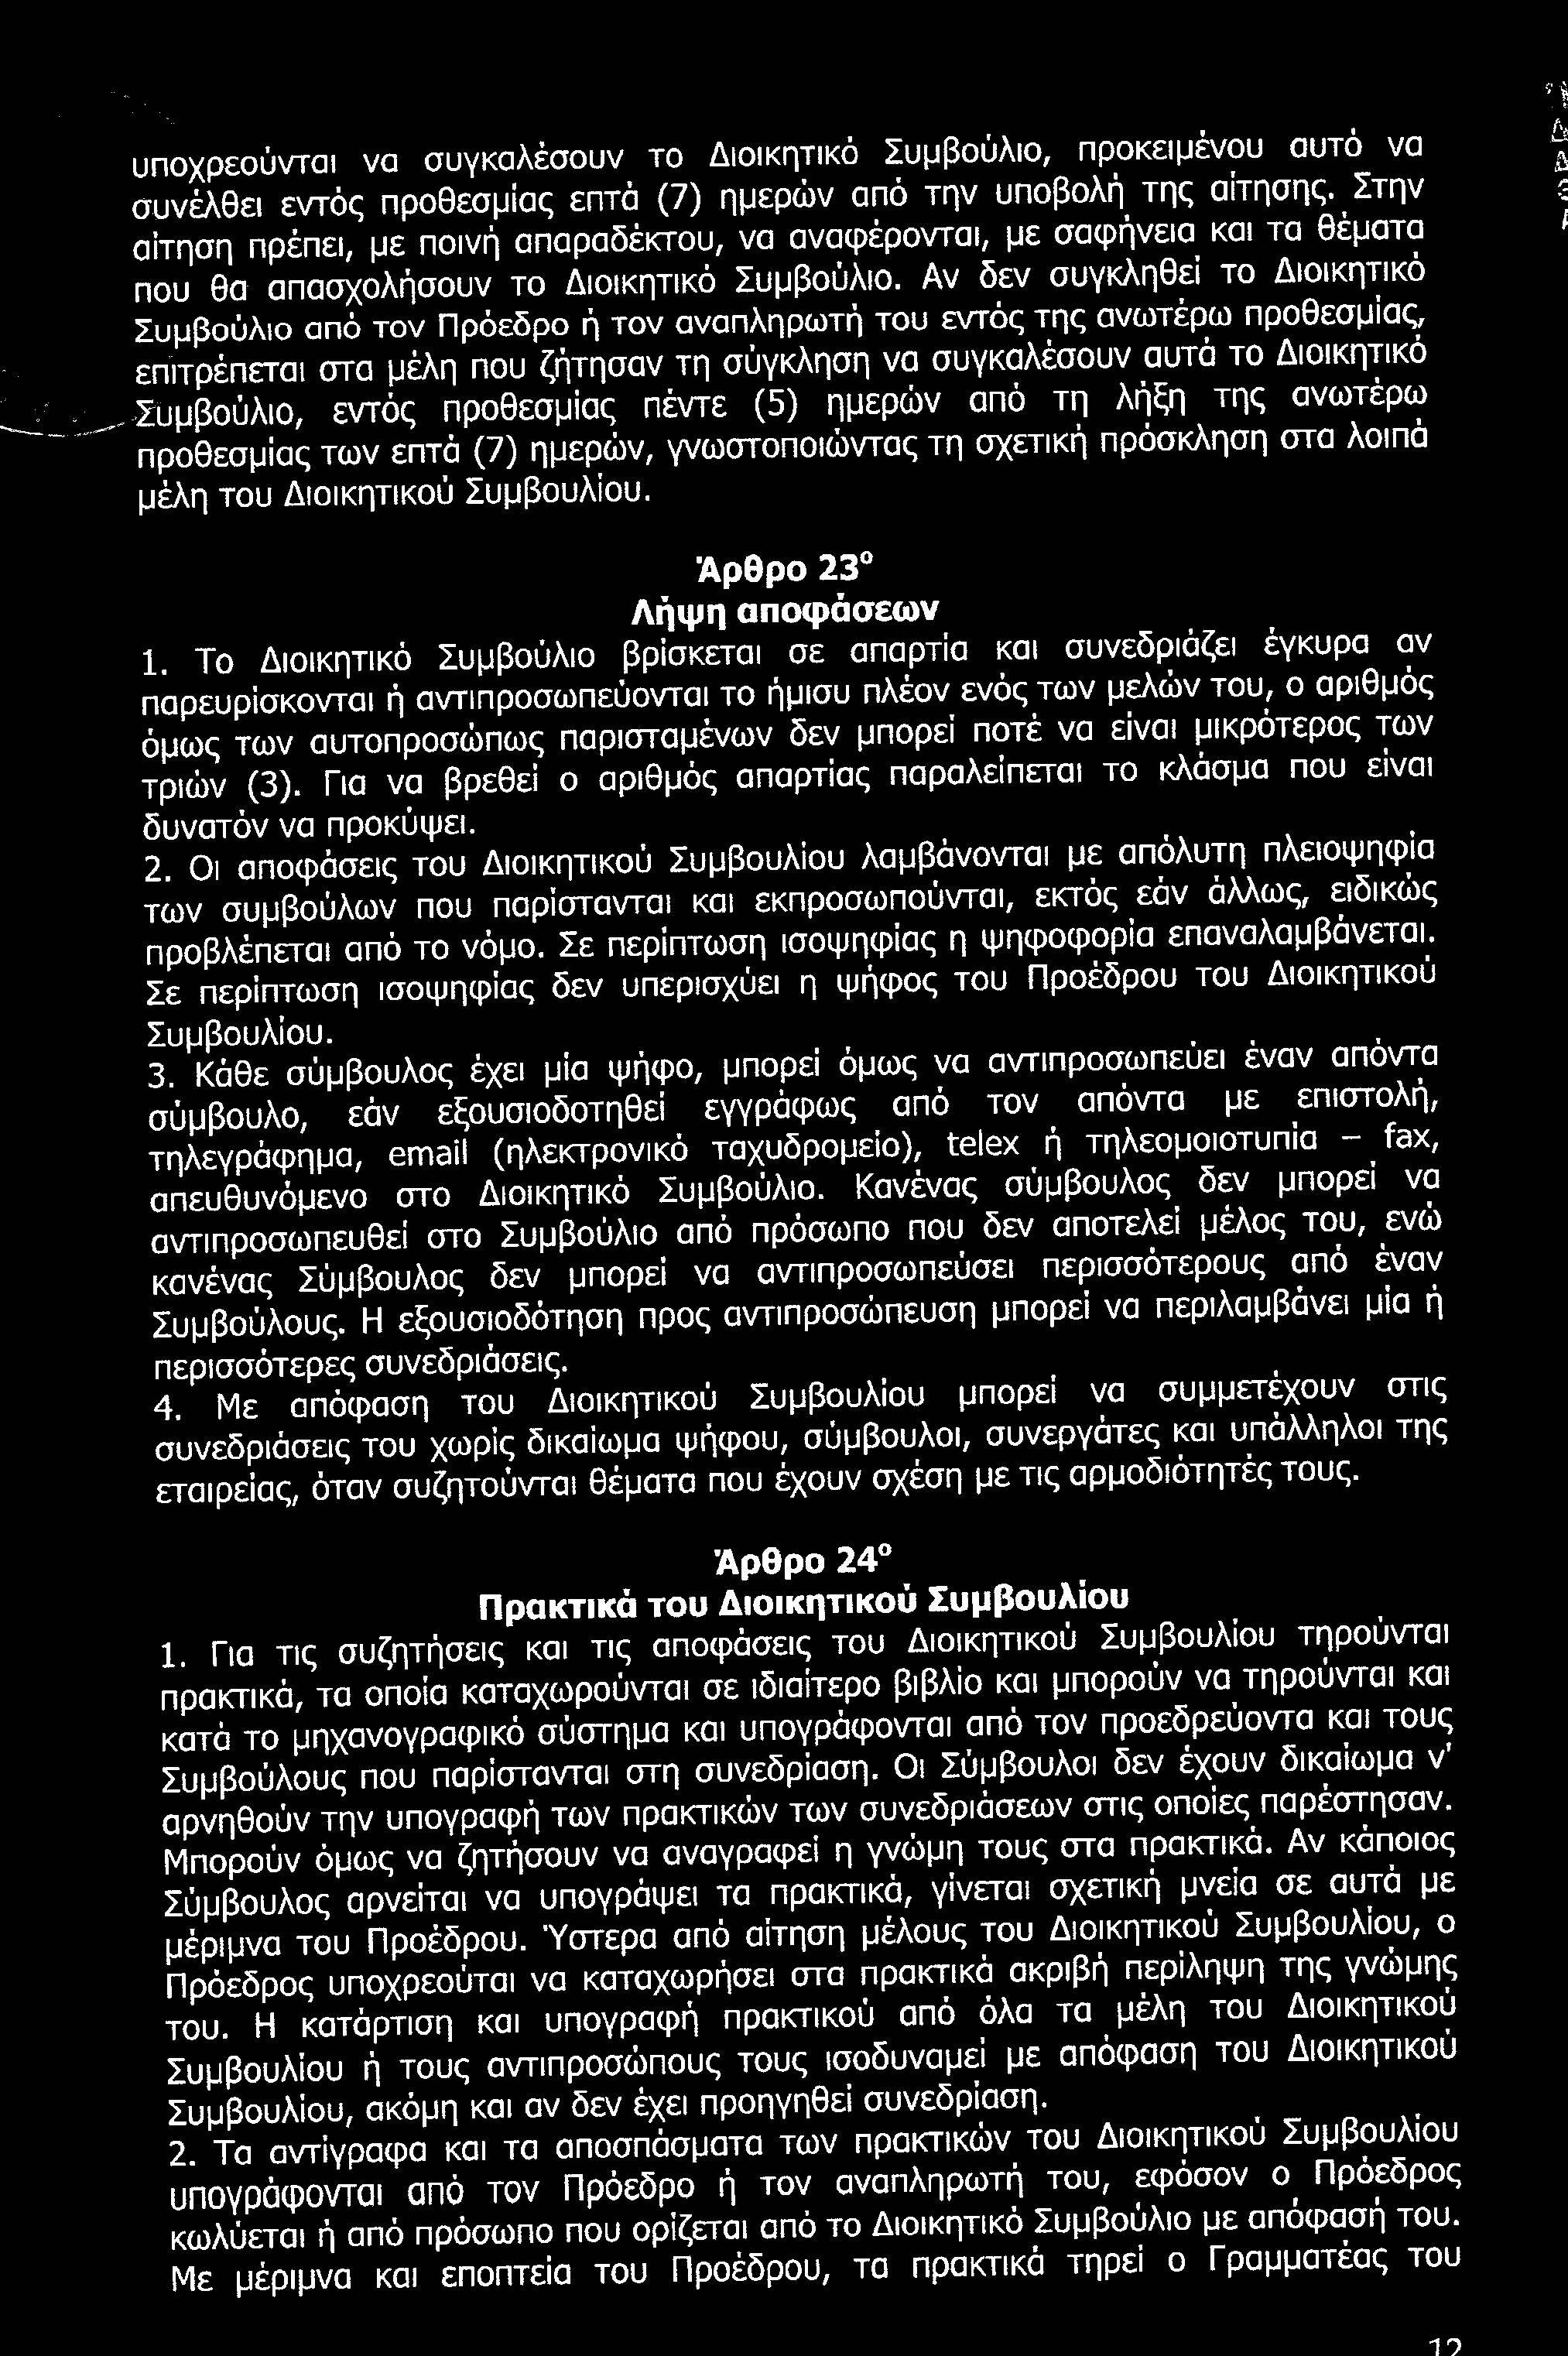 υποχρεούνται να συγκαλέσουν το Διοικητικό Συμβούλιο, προκειμένου αυτό να
συνέλθει εντός προθεσμίας επτά (7) ημερών από την υποβολή της αίτησης. Στην
αίτηση πρέπει, με ποινή απαραδέκτου, να αναφέρονται, με σαφήνεια και τα θέματα
που θα απασχολήσουν το Διοικητικό Συμβούλιο. Αν δεν συγκληθεί το Διοικητικό
Συμβούλιο από τον Πρόεδρο ή τον αναπληρωτή του εντός της ανωτέρω προθεσμίας,
επιτρέπεται στα μέλη που ζήτησαν τη σύγκληση να συγκαλέσουν αυτά το Διοικητικό
Συμβούλιο, εντός προθεσμίας πέντε (5) ημερών από τη λήξη της ανωτέρω
προθεσμίας των επτά (7) ημερών, γνωστοποιώντας τη σχετική πρόσκληση στα λοιπά
μέλη του Διοικητικού Συμβουλίου.
Άρθρο 23°
Λήψη αποφάσεων
1. Το Διοικητικό Συμβούλιο βρίσκεται σε απαρτία και συνεδριάζει έγκυρα αν
παρευρίσκονται ή αντιπροσωπεύονται το ήμισυ πλέον ενός των μελών του, ο αριθμός
όμως των αυτοπροσώπως παρισταμένων δεν μπορεί ποτέ να είναι μικρότερος των
τριών (3). Για να βρεθεί ο αριθμός απαρτίας παραλείπεται το κλάσμα που είναι
δυνατόν να προκύψει.
2. Οι αποφάσεις του Διοικητικού Συμβουλίου λαμβάνονται με απόλυτη πλειοψηφία
των συμβούλων που παρίστανται και εκπροσωπούνται, εκτός εάν άλλως, ειδικώς
προβλέπεται από το νόμο. Σε περίπτωση ισοψηφίας η ψηφοφορία επαναλαμβάνεται.
Σε περίπτωση ισοψηφίας δεν υπερισχύει η ψήφος του Προέδρου του Διοικητικού
Συμβουλίου.
3. Κάθε σύμβουλος έχει μία ψήφο, μπορεί όμως να αντιπροσωπεύει έναν απόντα
σύμβουλο, εάν εξουσιοδοτηθεί εγγράφως από τον απόντα με επιστολή,
τηλεγράφημα, email (ηλεκτρονικό ταχυδρομείο), telex ή τηλεομοιοτυπία – fax,
απευθυνόμενο στο Διοικητικό Συμβούλιο. Κανένας σύμβουλος δεν μπορεί να
αντιπροσωπευθεί στο Συμβούλιο από πρόσωπο που δεν αποτελεί μέλος του, ενώ
κανένας Σύμβουλος δεν μπορεί να αντιπροσωπεύσει περισσότερους από έναν
Συμβούλους. Η εξουσιοδότηση προς αντιπροσώπευση μπορεί να περιλαμβάνει μία ή
περισσότερες συνεδριάσεις.
4. Με απόφαση του Διοικητικού Συμβουλίου μπορεί να συμμετέχουν στις
συνεδριάσεις του χωρίς δικαίωμα ψήφου, σύμβουλοι, συνεργάτες και υπάλληλοι της
εταιρείας, όταν συζητούνται θέματα που έχουν σχέση με τις αρμοδιότητές τους.
Άρθρο 24°
Πρακτικά του Διοικητικού Συμβουλίου
1. Για τις συζητήσεις και τις αποφάσεις του Διοικητικού Συμβουλίου τηρούνται
πρακτικά, τα οποία καταχωρούνται σε ιδιαίτερο βιβλίο και μπορούν να τηρούνται και
κατά το μηχανογραφικό σύστημα και υπογράφονται από τον προεδρεύοντα και τους
Συμβούλους που παρίστανται στη συνεδρίαση. Οι Σύμβουλοι δεν έχουν δικαίωμα ν'
αρνηθούν την υπογραφή των πρακτικών των συνεδριάσεων στις οποίες παρέστησαν.
Μπορούν όμως να ζητήσουν να αναγραφεί η γνώμη τους στα πρακτικά. Αν κάποιος
Σύμβουλος αρνείται να υπογράψει τα πρακτικά, γίνεται σχετική μνεία σε αυτά με
μέριμνα του Προέδρου. Ύστερα από αίτηση μέλους του Διοικητικού Συμβουλίου, ο
Πρόεδρος υποχρεούται να καταχωρήσει στα πρακτικά ακριβή περίληψη της γνώμης
του. Η κατάρτιση και υπογραφή πρακτικού από όλα τα μέλη του Διοικητικού
Συμβουλίου ή τους αντιπροσώπους τους ισοδυναμεί με απόφαση του Διοικητικού
Συμβουλίου, ακόμη και αν δεν έχει προηγηθεί συνεδρίαση.
2. Τα αντίγραφα και τα αποσπάσματα των πρακτικών του Διοικητικού Συμβουλίου
υπογράφονται από τον Πρόεδρο ή τον αναπληρωτή του, εφόσον ο Πρόεδρος
κωλύεται ή από πρόσωπο που ορίζεται από το Διοικητικό Συμβούλιο με απόφασή του.
Με μέριμνα και εποπτεία του Προέδρου, τα πρακτικά τηρεί ο Γραμματέας του
12